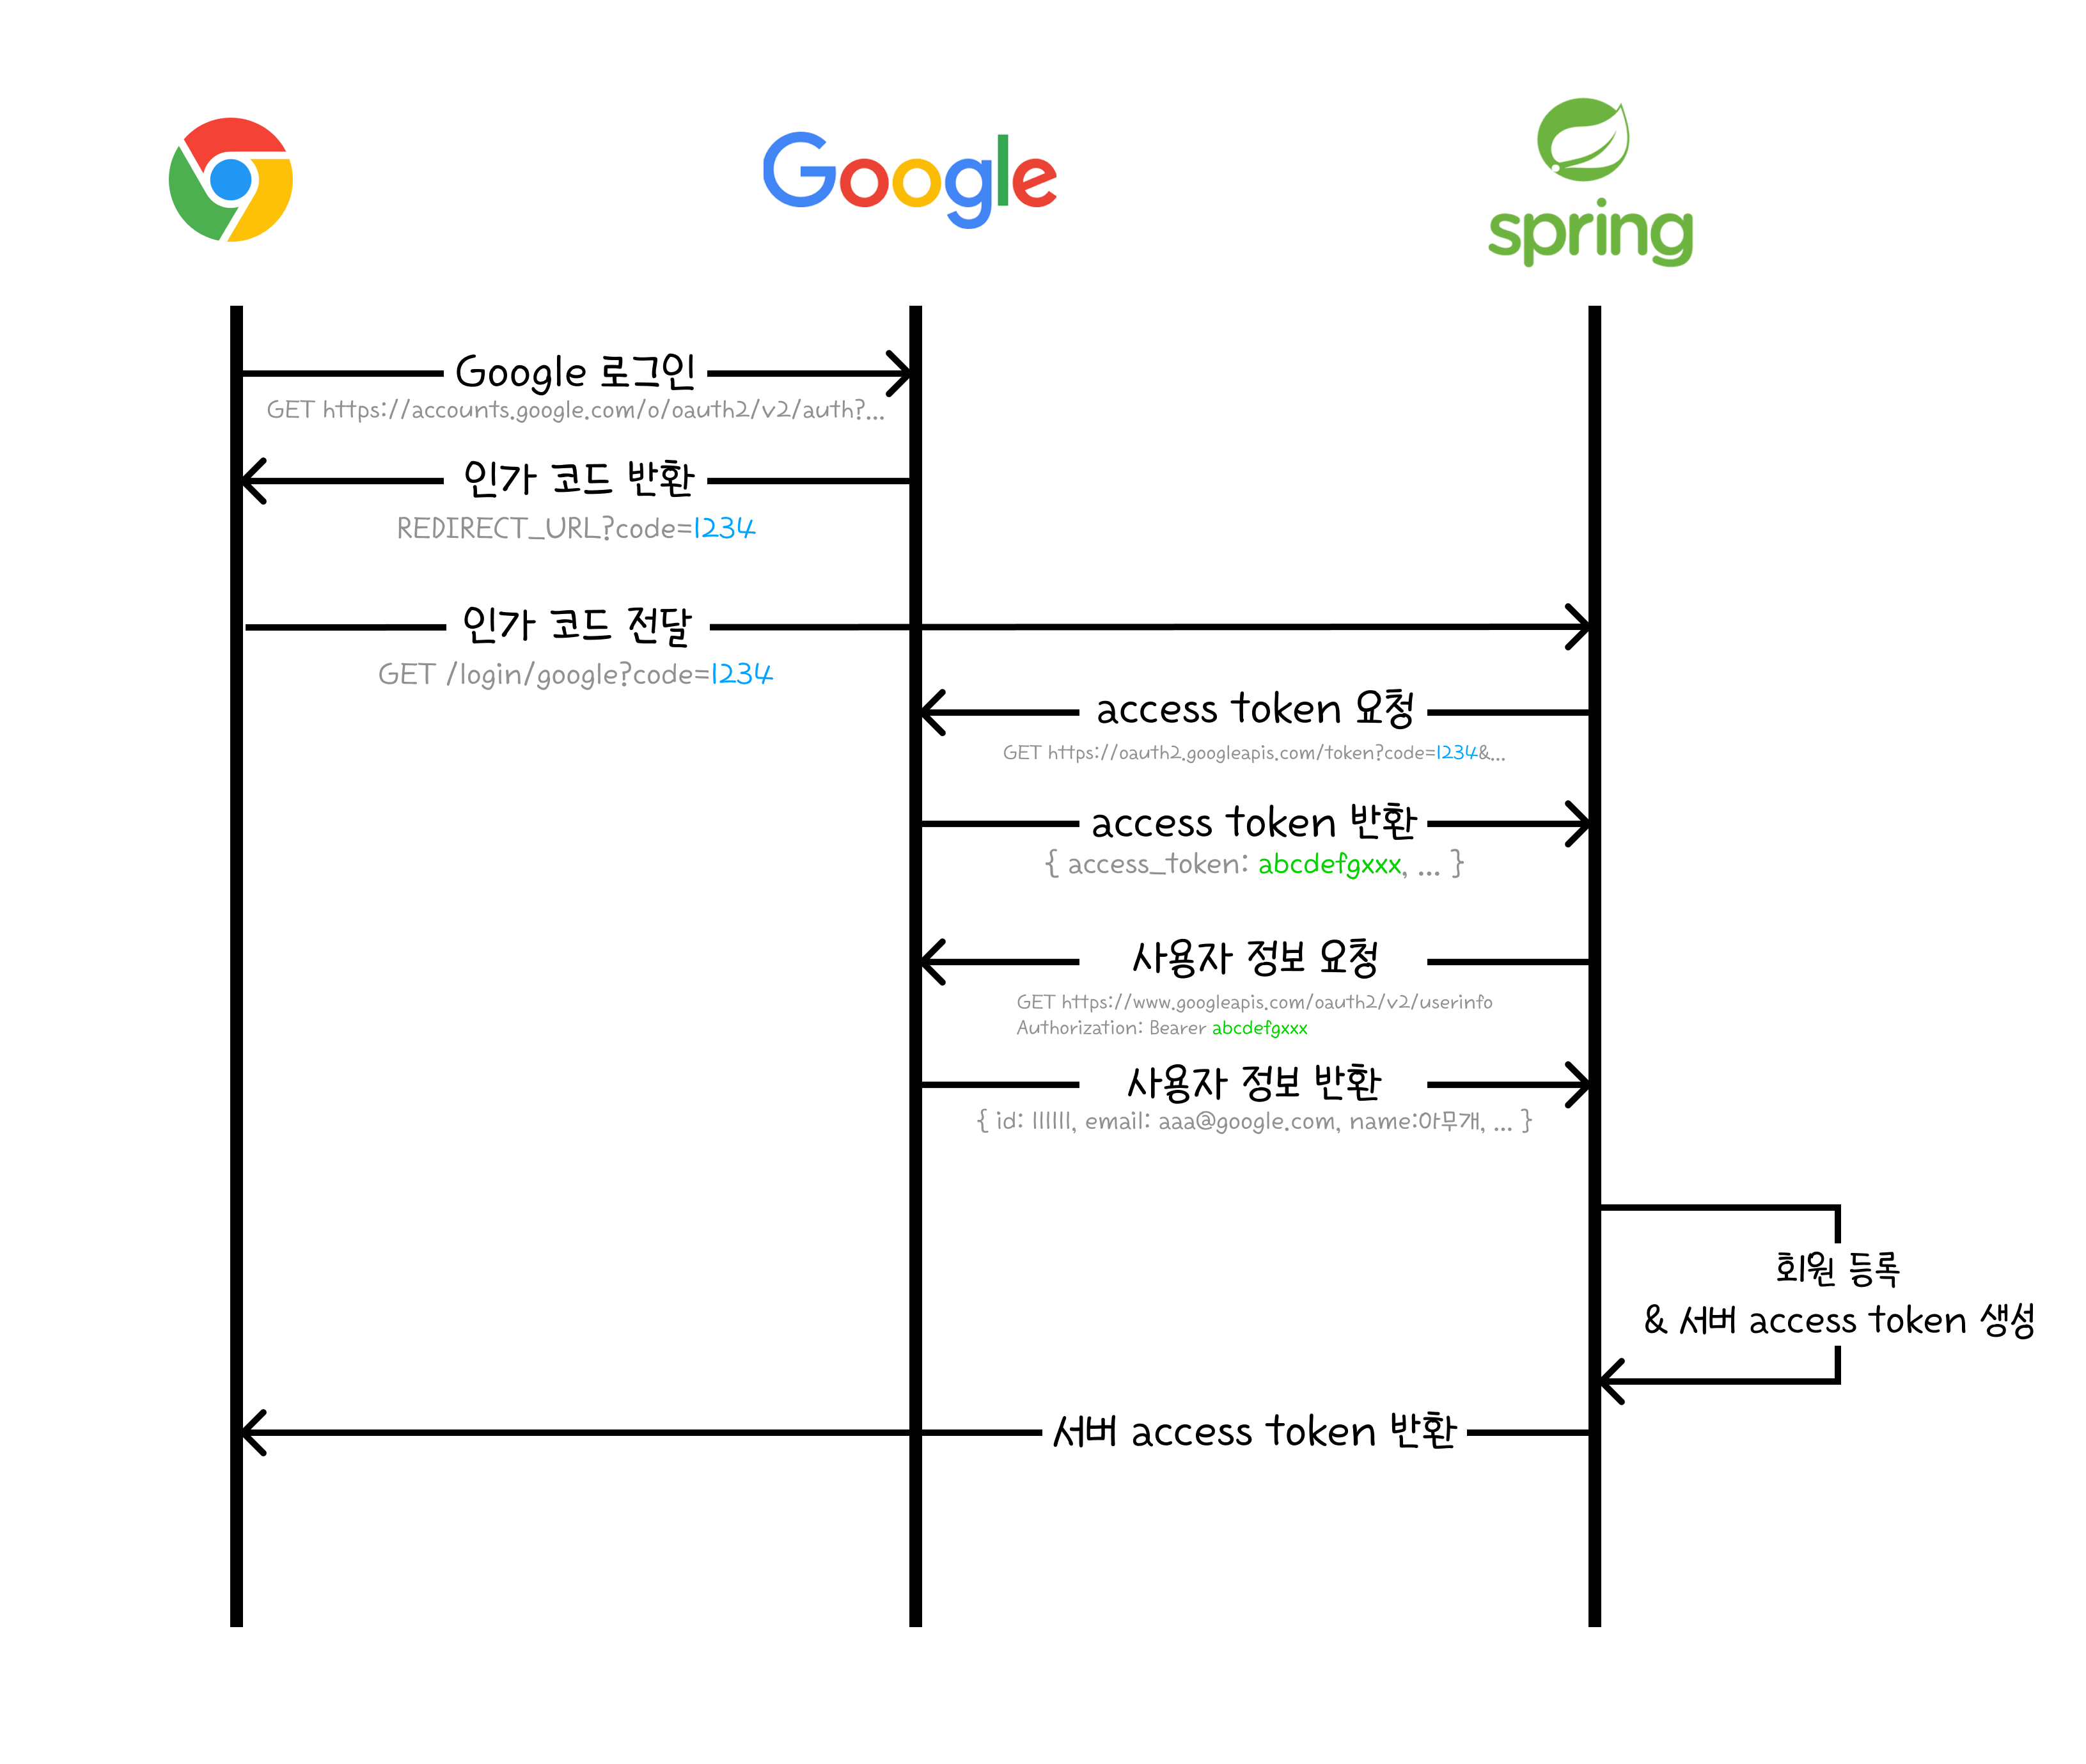 Google
spring
Google 로그인
GET https://accounts.google.com/o/oauth2/v2/auth?...
인가 코드 반환
REDIRECT_URL?code=1234
인가 코드 전달
GET /login/google?code=1234
access token 요청
GET https://oauth2.googleapis.com/token?code=1234&...
access token 반환
{ access_token: abcdefgxxx, ... }
사용자 정보 요청
GET https://www.googleapis.com/oauth2/v2/userinfo
Authorization: Bearer abcdefgxxx
사용자 정보 반환
{ id: 111111, email: aaa@google.com, name:아무개, ... }
회원 등록
& 서버 access token 생성
서버 access token 반환